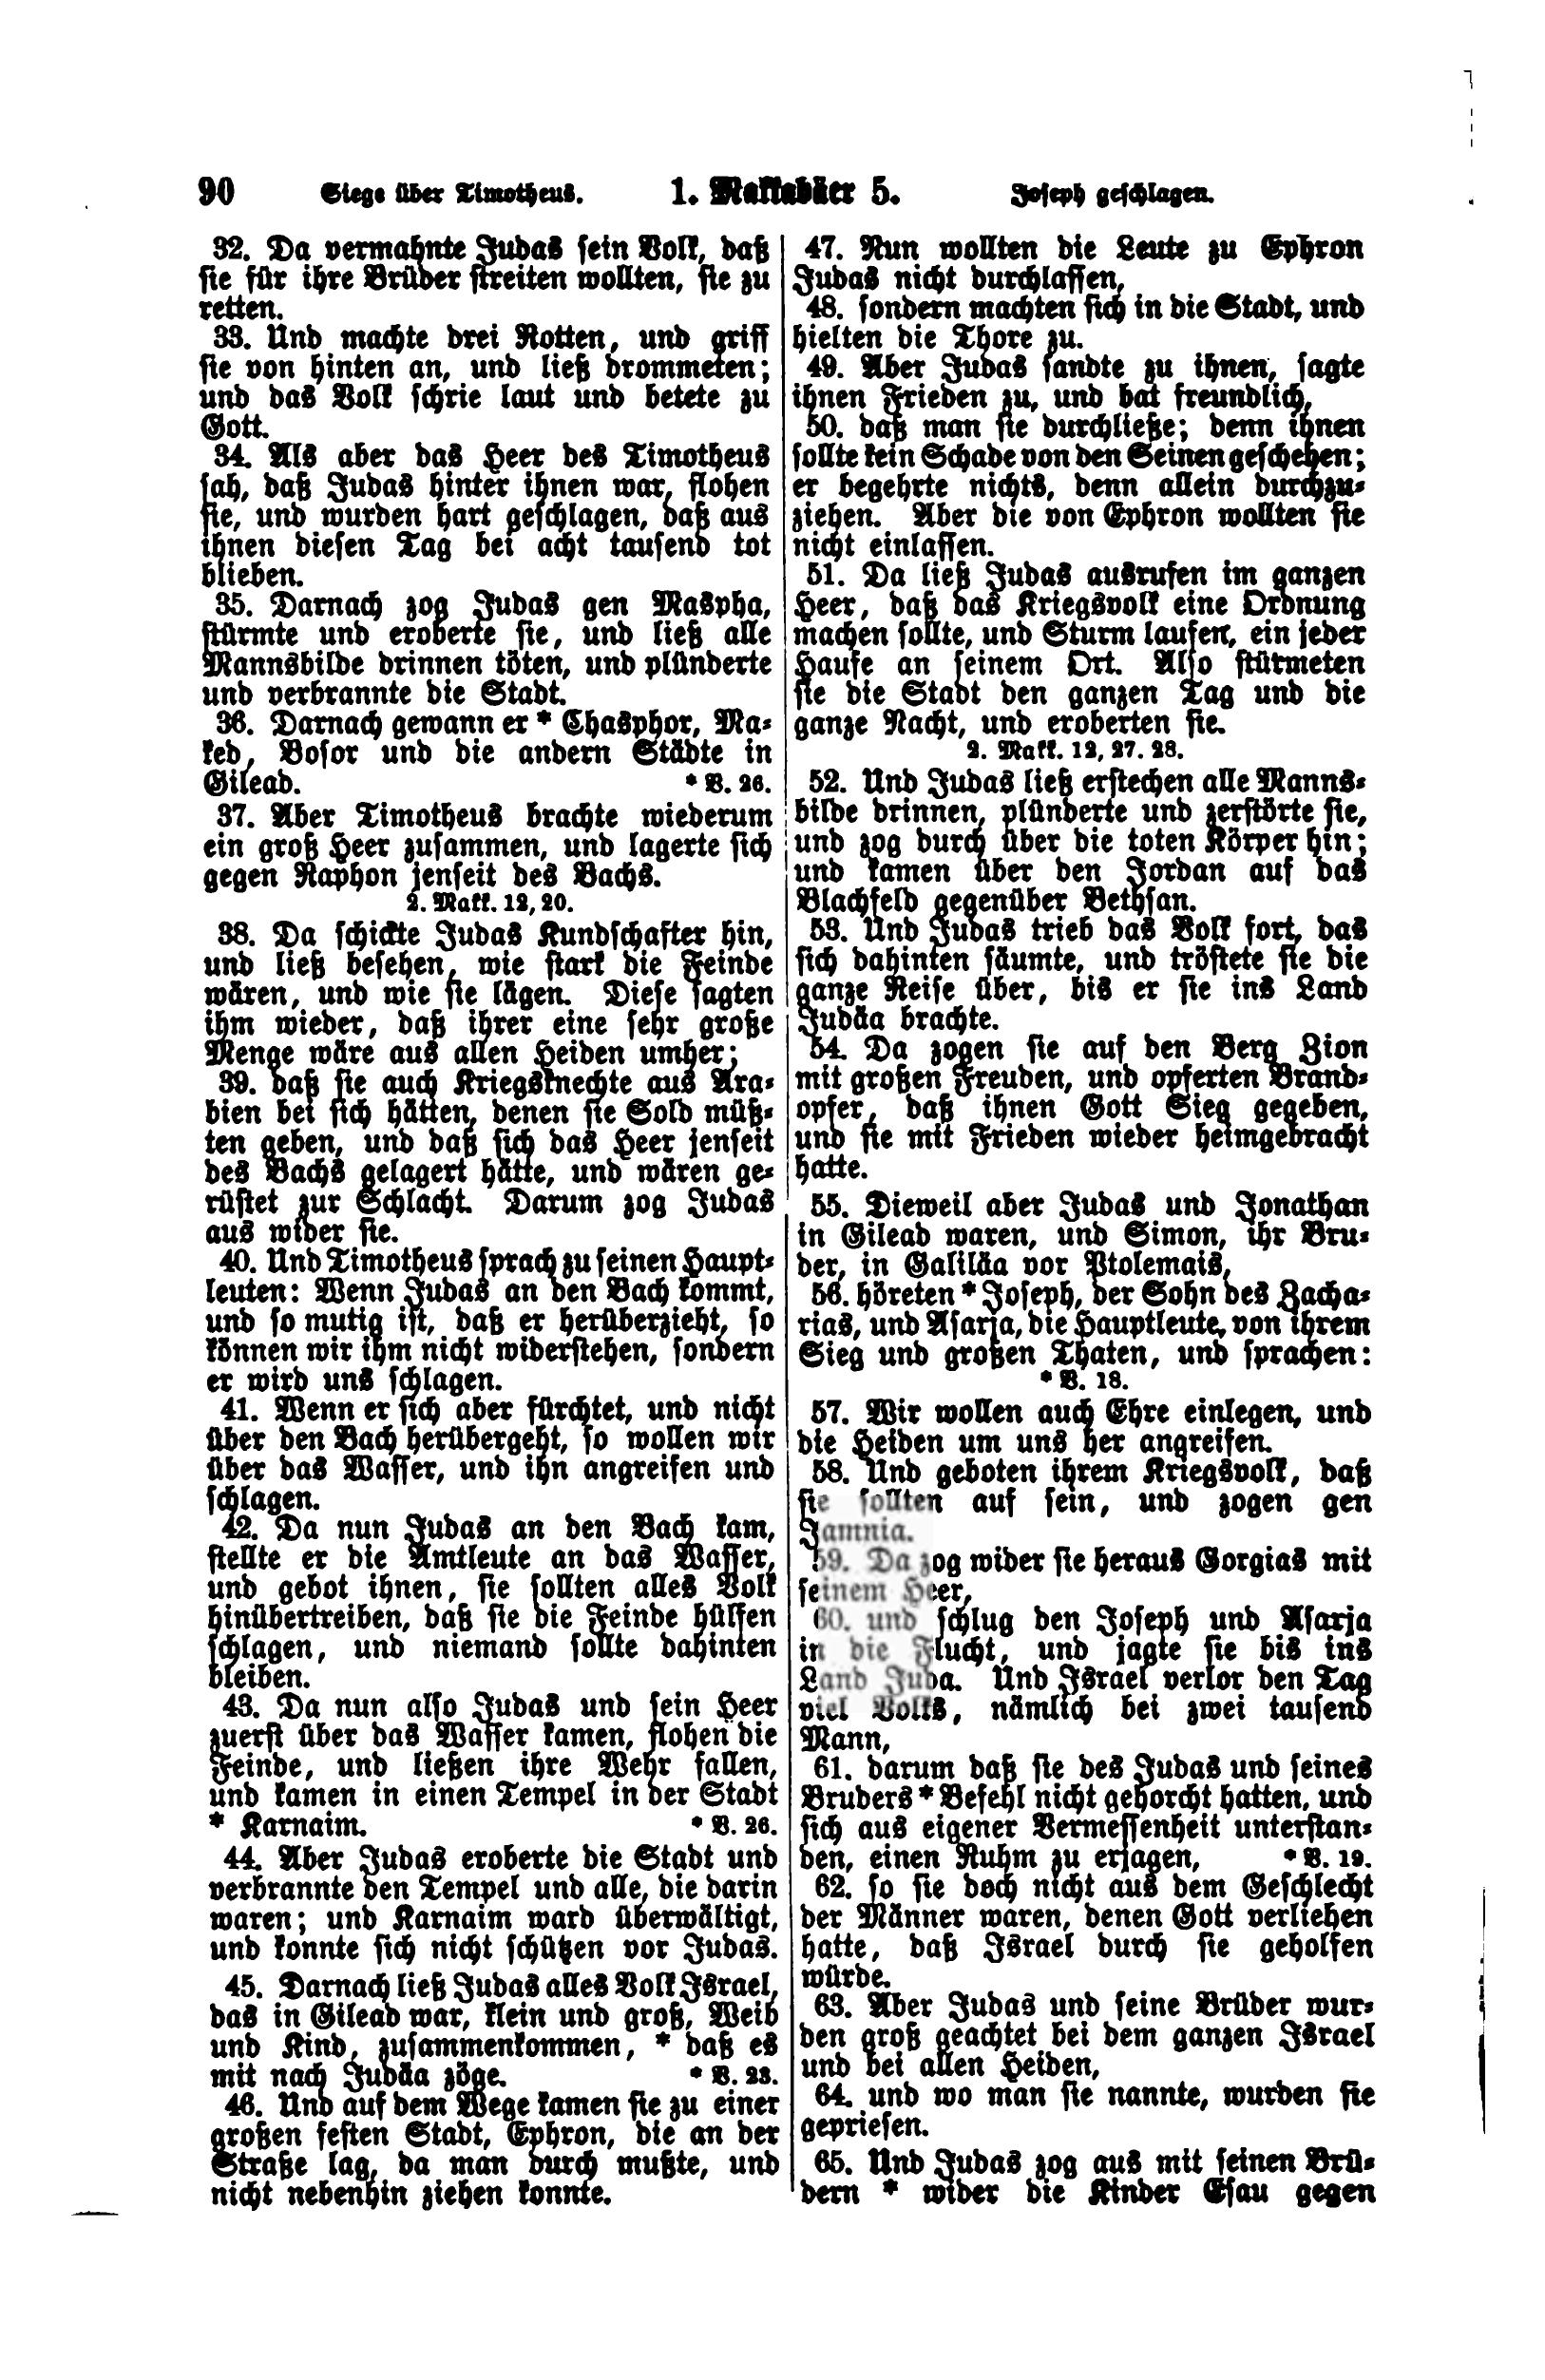 90 Siege über Timotheus. 1. Makkabäer 5. Joseph geschlagen.
32. Da vermahnte Judas sein Volk, daß
sie für ihre Brüder streiten wollten, sie zu
retten.
33. Und machte drei Rotten, und griff
sie von hinten an, und ließ drommeten;
und das Volk schrie laut und betete zu
Gott.
34. Als aber das Heer des Timotheus
sah, daß Judas hinter ihnen war, flohen
sie, und wurden hart geschlagen, daß aus
ihnen diesen Tag bei acht tausend tot
blieben.
35. Darnach zog Judas gen Maspha,
stürmte und eroberte sie, und ließ alle
Mannsbilde drinnen töten, und plünderte
und verbrannte die Stadt.
36. Darnach gewann er * Chasphor, Ma-
ked, Bosor und die andern Städte in
Gilead. * V. 26.
37. Aber Timotheus brachte wiederum
ein groß Heer zusammen, und lagerte sich
gegen Raphon jenseit des Bachs.
2. Makk. 12, 20.
38. Da schickte Judas Kundschafter hin,
und ließ besehen, wie stark die Feinde
wären, und wie sie lägen. Diese sagten
ihm wieder, daß ihrer eine sehr große
Menge wäre aus allen Heiden umher;
39. daß sie auch Kriegsknechte aus Ara-
bien bei sich hätten, denen sie Sold müß-
ten geben, und daß sich das Heer jenseit
des Bachs gelagert hätte, und wären ge-
rüstet zur Schlacht. Darum zog Judas
aus wider sie.
40. Und Timotheus sprach zu seinen Haupt-
leuten: Wenn Judas an den Bach kommt,
und so mutig ist, daß er herüberzieht, so
können wir ihm nicht widerstehen, sondern
er wird uns schlagen.
41. Wenn er sich aber fürchtet, und nicht
über den Bach herübergeht, so wollen wir
über das Wasser, und ihn angreifen und
schlagen.
42. Da nun Judas an den Bach kam,
stellte er die Amtleute an das Wasser,
und gebot ihnen, sie sollten alles Volk
hinübertreiben, daß sie die Feinde hülfen
schlagen, und niemand sollte dahinten
bleiben.
43. Da nun also Judas und sein Heer
zuerst über das Wasser kamen, flohen die
Feinde, und ließen ihre Wehr fallen,
und kamen in einen Tempel in der Stadt
* Karnaim. * V. 26.
44. Aber Judas eroberte die Stadt und
verbrannte den Tempel und alle, die darin
waren; und Karnaim ward überwältigt,
und konnte sich nicht schützen vor Judas.
45. Darnach ließ Judas alles Volk Israel,
das in Gilead war, klein und groß, Weib
und Kind, zusammenkommen, * daß es
mit nach Judäa zöge. * V. 23.
46. Und auf dem Wege kamen sie zu einer
großen festen Stadt, Ephron, die an der
Straße lag, da man durch mußte, und
nicht nebenhin ziehen konnte.
47. Nun wollten die Leute zu Ephron
Judas nicht durchlassen,
48. sondern machten sich in die Stadt, und
hielten die Thore zu.
49. Aber Judas sandte zu ihnen, sagte
ihnen Frieden zu, und bat freundlich,
50. daß man sie durchließe; denn ihnen
sollte kein Schade von den Seinen geschehen;
er begehrte nichts, denn allein durchzu-
ziehen. Aber die von Ephron wollten sie
nicht einlassen.
51. Da ließ Judas ausrufen im ganzen
Heer, daß das Kriegsvolk eine Ordnung
machen sollte, und Sturm laufen, ein jeder
Haufe an seinem Ort. Also stürmeten
sie die Stadt den ganzen Tag und die
ganze Nacht, und eroberten sie.
2. Makk. 12, 27. 28.
52. Und Judas ließ erstechen alle Manns-
bilde drinnen, plünderte und zerstörte sie,
und zog durch über die toten Körper hin;
und kamen über den Jordan auf das
Blachfeld gegenüber Bethsan.
53. Und Judas trieb das Volk fort, das
sich dahinten säumte, und tröstete sie die
ganze Reise über, bis er sie ins Land
Judäa brachte.
54. Da zogen sie auf den Berg Zion
mit großen Freuden, und opferten Brand-
opfer, daß ihnen Gott Sieg gegeben,
und sie mit Frieden wieder heimgebracht
hatte.
55. Dieweil aber Judas und Jonathan
in Gilead waren, und Simon, ihr Bru-
der, in Galiläa vor Ptolemais,
56. höreten * Joseph, der Sohn des Zacha-
rias, und Asarja, die Hauptleute, von ihrem
Sieg und großen Thaten, und sprachen:
* V. 18.
57. Wir wollen auch Ehre einlegen, und
die Heiden um uns her angreifen.
58. Und geboten ihrem Kriegsvolk, daß
sie sollten auf sein, und zogen gen
Jamnia.
59. Da zog wider sie heraus Gorgias mit
seinem Heer,
60. und schlug den Joseph und Asarja
in die Flucht, und jagte sie bis ins
Land Juda. Und Israel verlor den Tag
viel Volks, nämlich bei zwei tausend
Mann,
61. darum daß sie des Judas und seines
Bruders * Befehl nicht gehorcht hatten, und
sich aus eigener Vermessenheit unterstan-
den, einen Ruhm zu erjagen, * V. 19.
62. so sie doch nicht aus dem Geschlecht
der Männer waren, denen Gott verliehen
hatte, daß Israel durch sie geholfen
würde.
63. Aber Judas und seine Brüder wur-
den groß geachtet bei dem ganzen Israel
und bei allen Heiden,
64. und wo man sie nannte, wurden sie
gepriesen.
65. Und Judas zog aus mit seinen Brü-
dern * wider die Kinder Esau gegen